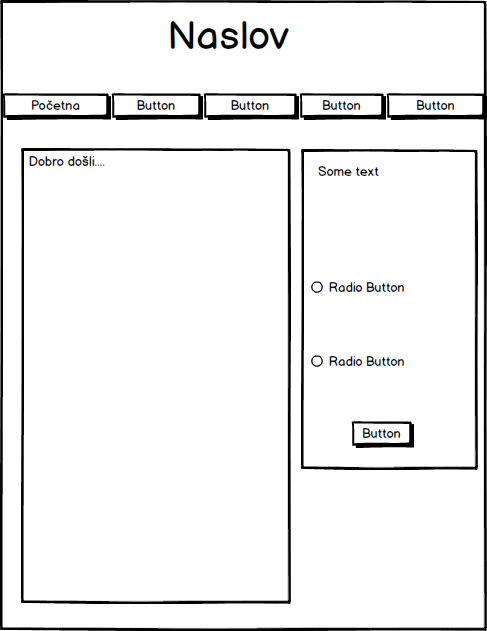 Naslov
Početna Button Button Button Button
Dobro došli....
Some text
Radio Button
Radio Button
Button